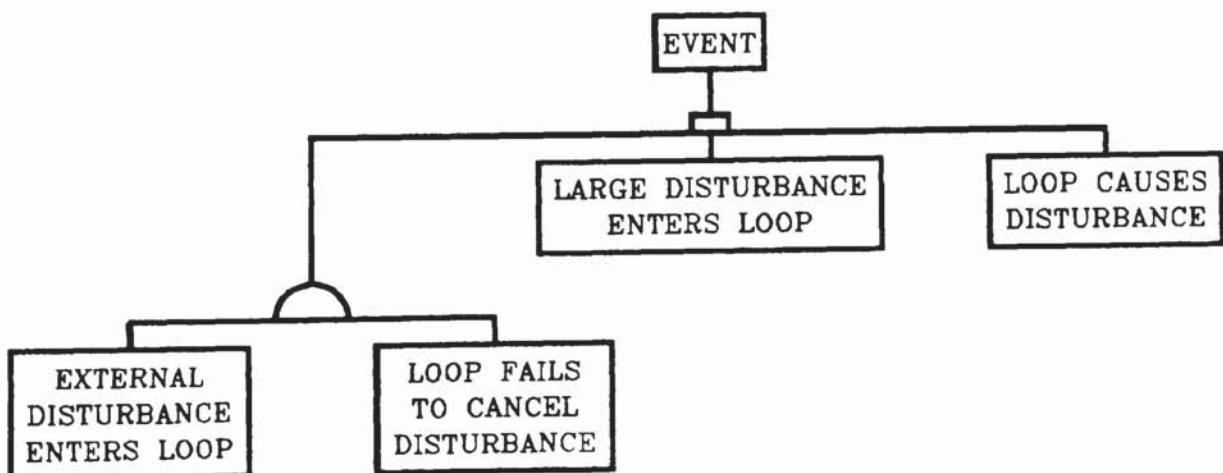 EVENT
LARGE DISTURBANCE
ENTERS LOOP
LOOP CAUSES
DISTURBANCE
EXTERNAL
DISTURBANCE
ENTERS LOOP
LOOP FAILS
TO CANCEL
DISTURBANCE